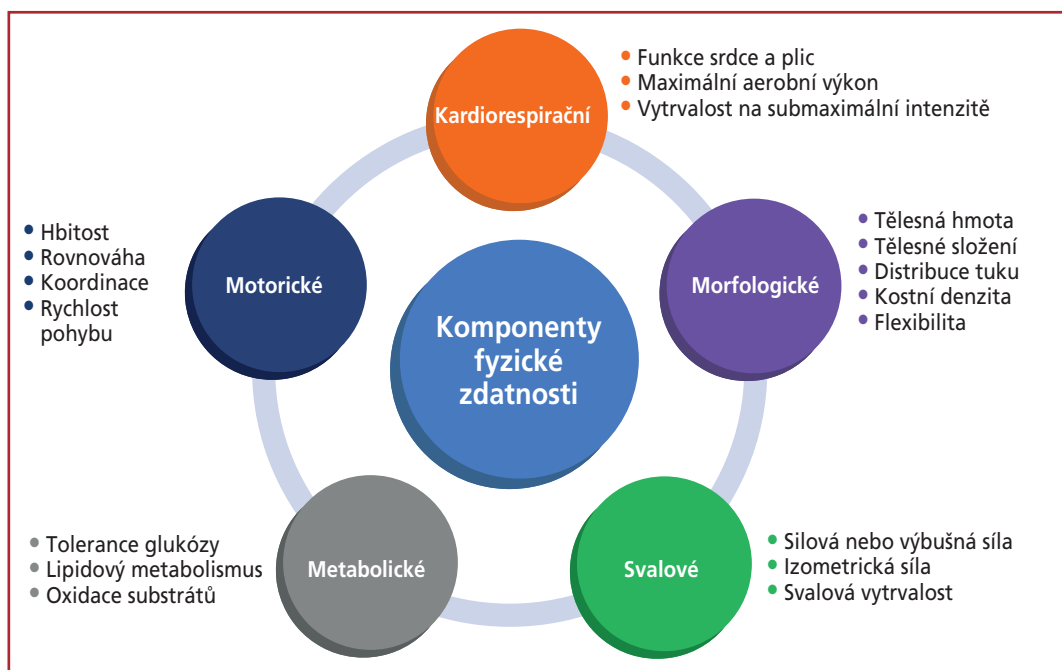 Kardiorespirační
• Funkce srdce a plic
• Maximální aerobní výkon
• Vytrvalost na submaximální intenzitě
Morfologické
• Tělesná hmota
• Tělesné složení
• Distribuce tuku
• Kostní denzita
• Flexibilita
• Hbitost
• Rovnováha
• Koordinace
• Rychlost
pohybu
Motorické
Komponenty
fyzické
zdatnosti
• Tolerance glukózy
• Lipidový metabolismus
• Oxidace substrátů
Metabolické
Svalové
• Silová nebo výbušná síla
• Izometrická síla
• Svalová vytrvalost